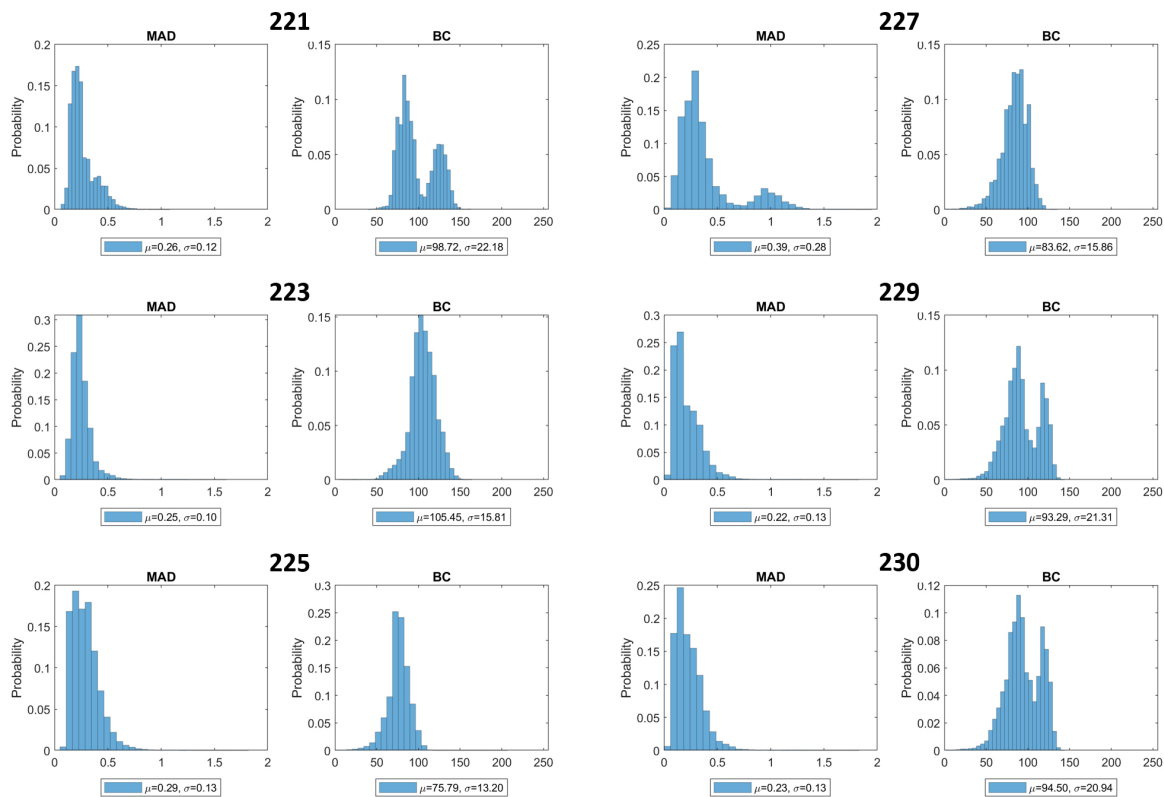 221
MAD
Probability
0.2
0.15
0.1
0.05
0
0 0.5 1 1.5 2
μ=0.26, σ=0.12
BC
0.15
0.1
0.05
0
0 50 100 150 200 250
μ=98.72, σ=22.18
227
MAD
Probability
0.25
0.2
0.15
0.1
0.05
0
0 0.5 1 1.5 2
μ=0.39, σ=0.28
BC
Probability
0.15
0.1
0.05
0
50 100 150 200 250
μ=83.62, σ=15.86
223
MAD
Probability
0.3
0.25
0.2
0.15
0.1
0.05
0
0 0.5 1 1.5 2
μ=0.25, σ=0.10
BC
0.15
0.1
0.05
0
0 50 100 150 200 250
μ=105.45, σ=15.81
229
MAD
Probability
0.3
0.25
0.2
0.15
0.1
0.05
0
0 0.5 1 1.5 2
μ=0.22, σ=0.13
BC
Probability
0.15
0.1
0.05
0
50 100 150 200 250
μ=93.29, σ=21.31
225
MAD
Probability
0.2
0.15
0.1
0.05
0
0 0.5 1 1.5 2
μ=0.29, σ=0.13
BC
0.3
0.25
0.2
0.15
0.1
0.05
0
0 50 100 150 200 250
μ=75.79, σ=13.20
230
MAD
Probability
0.25
0.2
0.15
0.1
0.05
0
0 0.5 1 1.5 2
μ=0.23, σ=0.13
BC
Probability
0.12
0.1
0.08
0.06
0.04
0.02
0
50 100 150 200 250
μ=94.50, σ=20.94